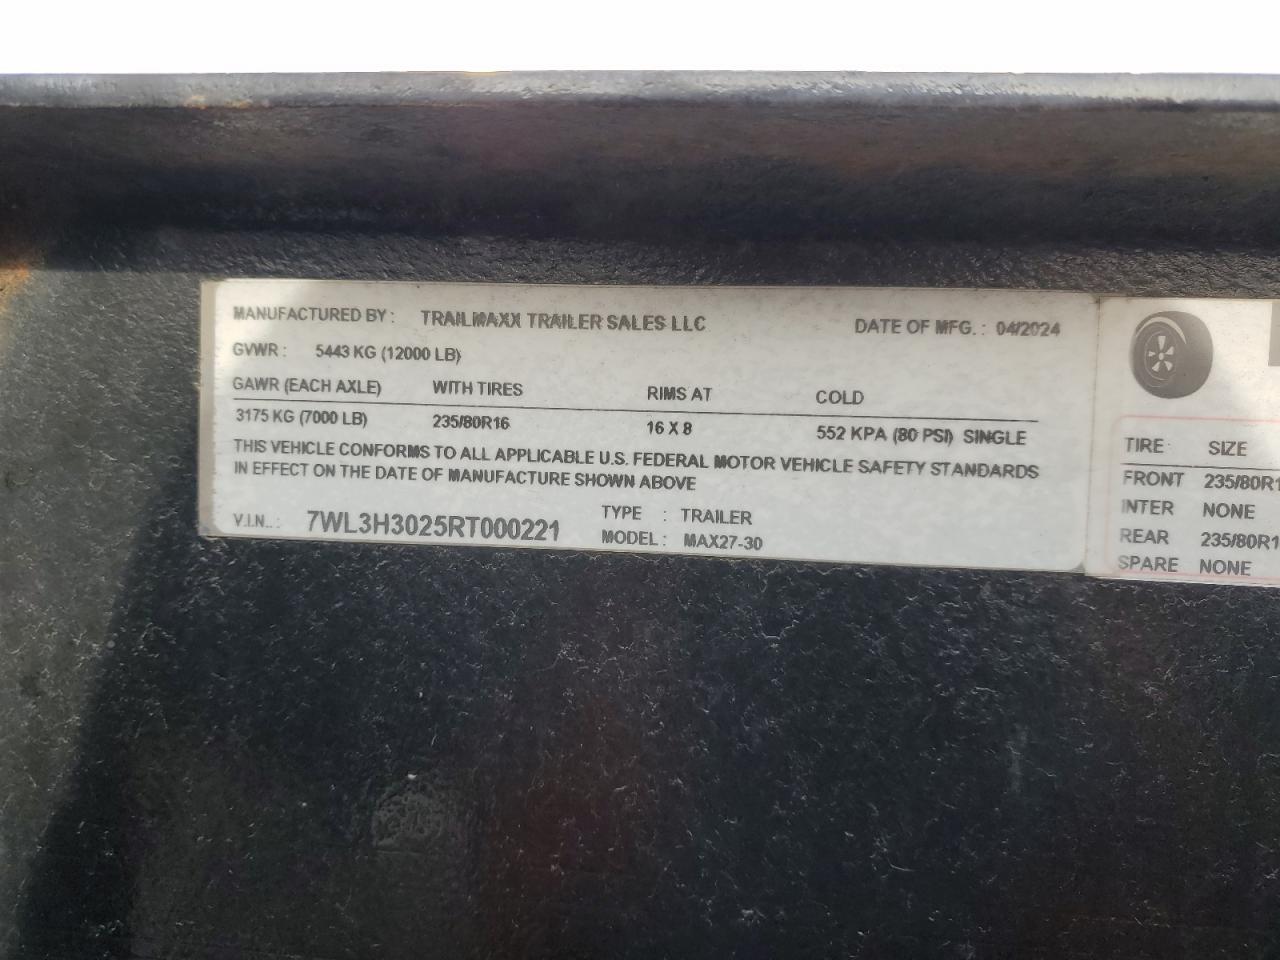 MANUFACTURED BY: TRAILMAXX TRAILER SALES LLC DATE OF MFG.: 04/2024
GVWR: 5443 KG (12000 LB)
GAWR (EACH AXLE) WITH TIRES RIMS AT COLD
3175 KG (7000 LB) 235/80R16 16 X 8 552 KPA (80 PSI) SINGLE
THIS VEHICLE CONFORMS TO ALL APPLICABLE U.S. FEDERAL MOTOR VEHICLE SAFETY STANDARDS
IN EFFECT ON THE DATE OF MANUFACTURE SHOWN ABOVE
V.I.N..: 7WL3H3025RT000221
TYPE : TRAILER
MODEL: MAX27-30
TIRE: SIZE
FRONT 235/80R1
INTER NONE
REAR 235/80R1
SPARE NONE